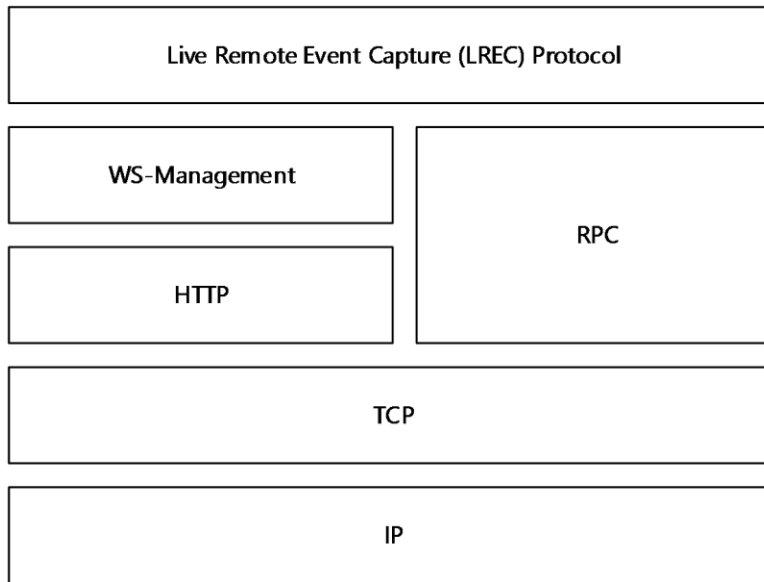 Live Remote Event Capture (LREC) Protocol
WS-Management
RPC
HTTP
TCP
IP